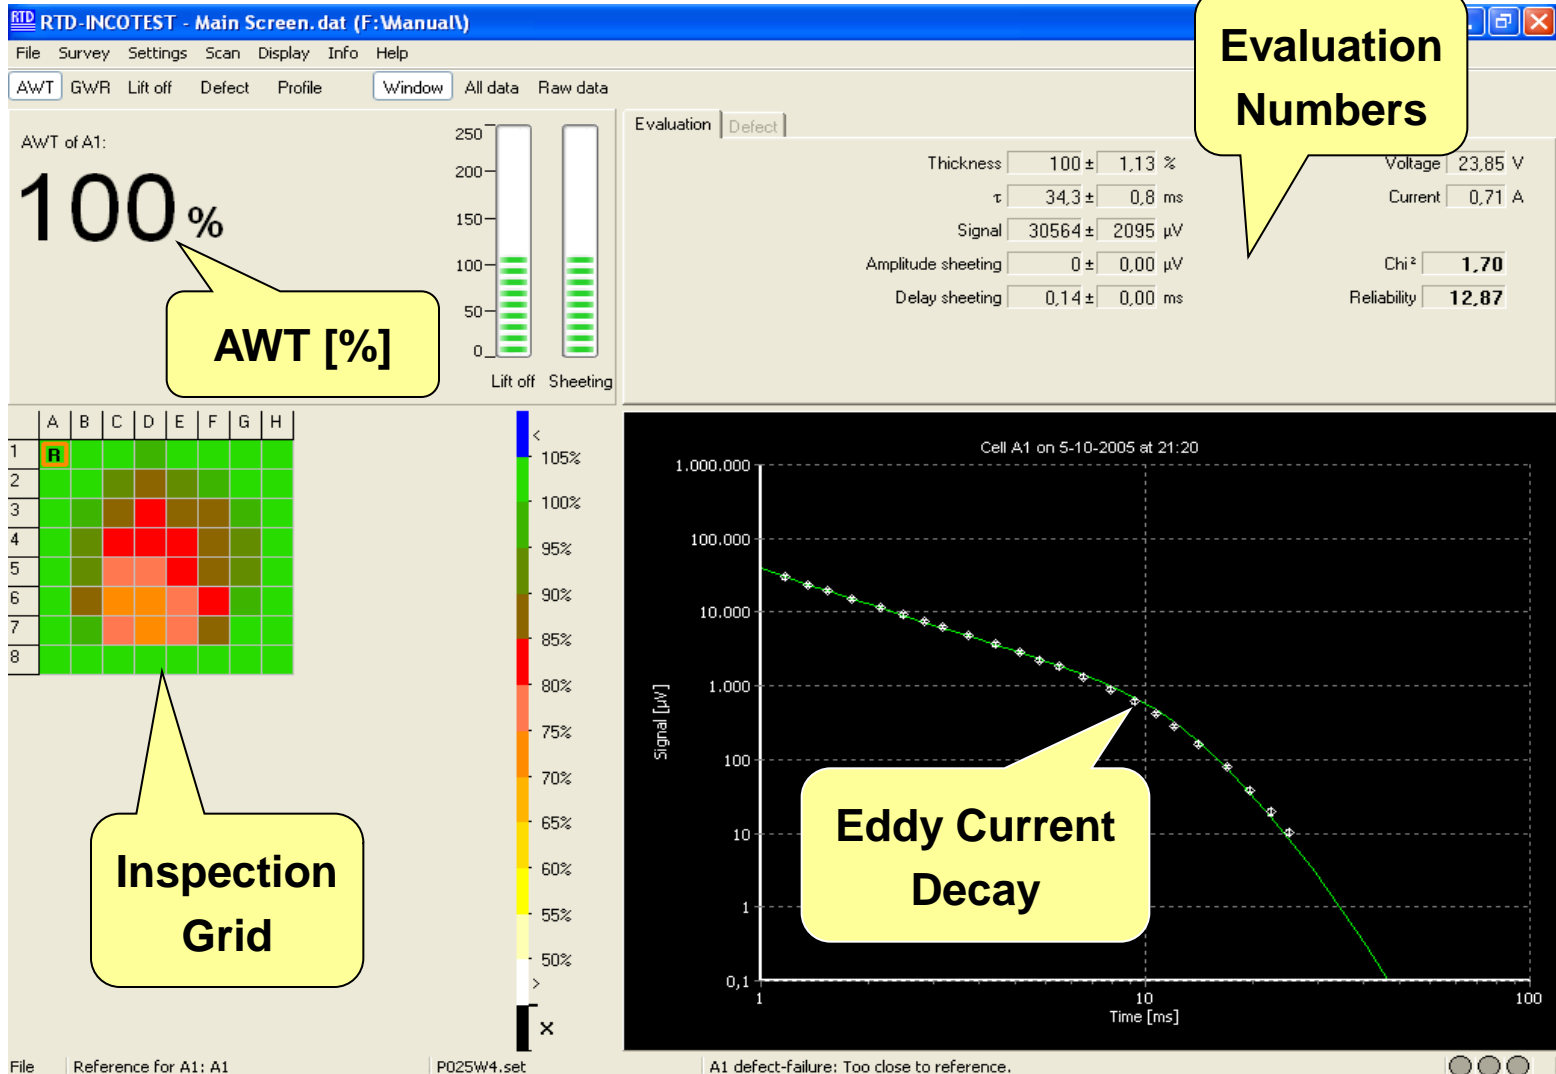 RTD RTD-INCOTEST - Main Screen.dat (F:\Manual\)
File Survey Settings Scan Display Info Help
AWT GWR Lift off Defect Profile Window All data Raw data
Evaluation
Numbers
AWT of A1:
100 %
AWT [%]
250
200
150
100
50
0
Lift off Sheeting
Evaluation Defect
Thickness 100 ± 1,13 %
τ 34,3 ± 0,8 ms
Signal 30564 ± 2095 µV
Amplitude sheeting 0 ± 0,00 µV
Delay sheeting 0,14 ± 0,00 ms
Voltage 23,85 V
Current 0,71 A
Chi² 1,70
Reliability 12,87
A B C D E F G H
1 R
2
3
4
5
6
7
8
<
105%
100%
95%
90%
85%
80%
75%
70%
65%
60%
55%
50%
>
x
Inspection
Grid
Cell A1 on 5-10-2005 at 21:20
1.000.000
100.000
10.000
1.000
100
10
1
0,1
Signal [µV]
1 10 100
Time [ms]
Eddy Current
Decay
File Reference for A1: A1 P025W4.set A1 defect-failure: Too close to reference.